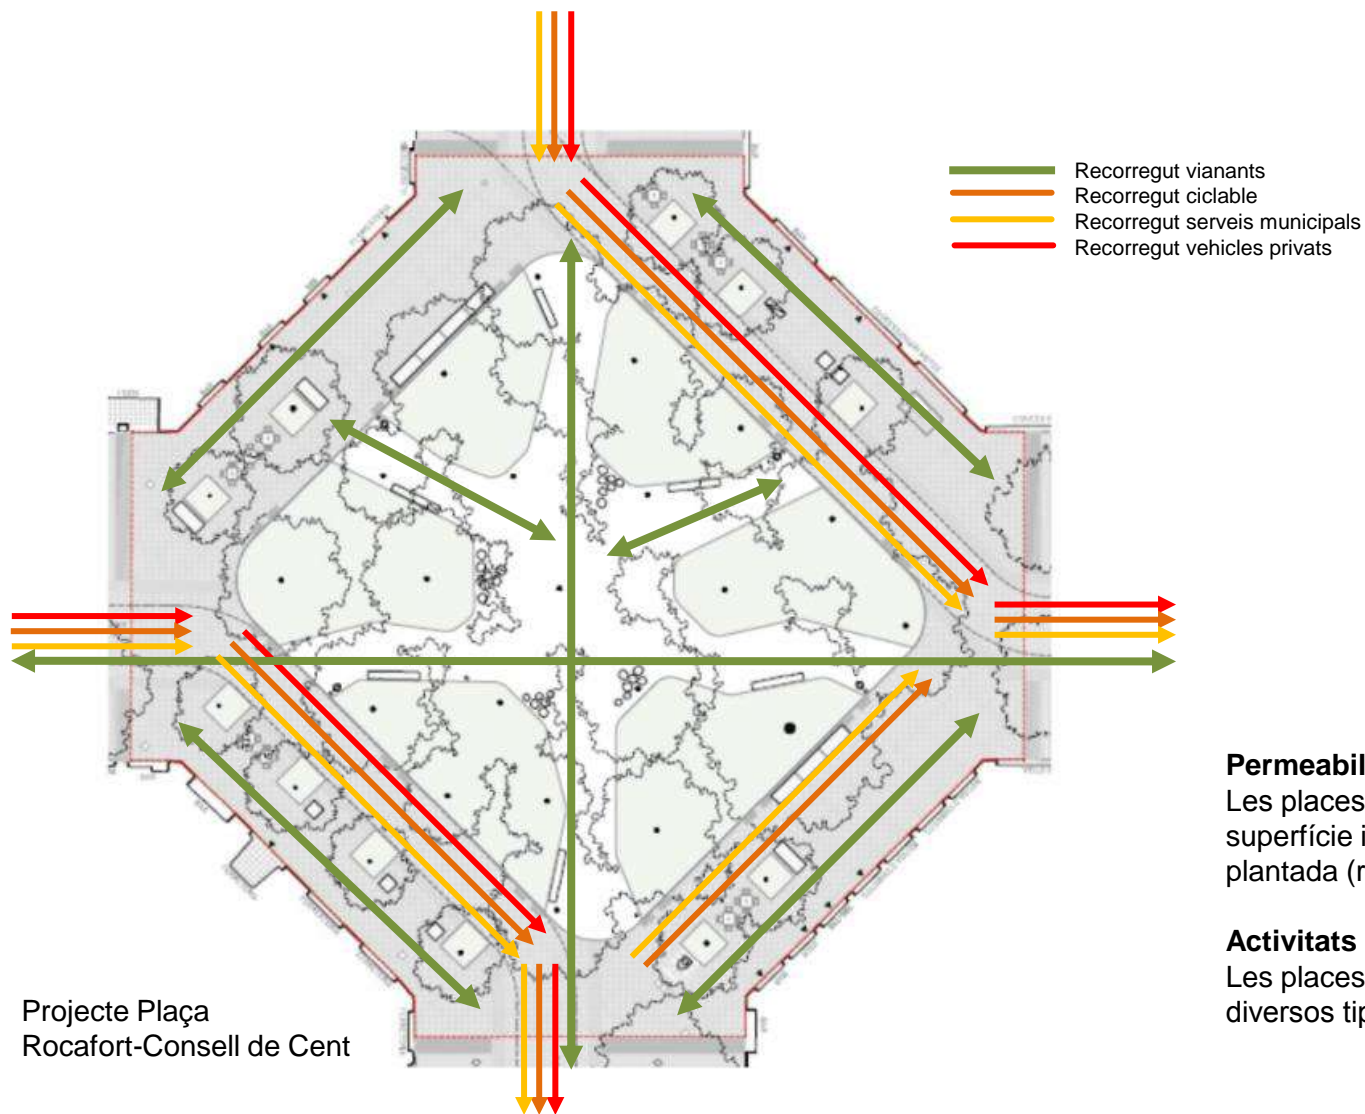 Recorregut vianants
Recorregut ciclable
Recorregut serveis municipals
Recorregut vehicles privats
Permeabil
Les places
superfície i
plantada (r
Activitats
Les places
diversos tip
Projecte Plaça
Rocafort-Consell de Cent